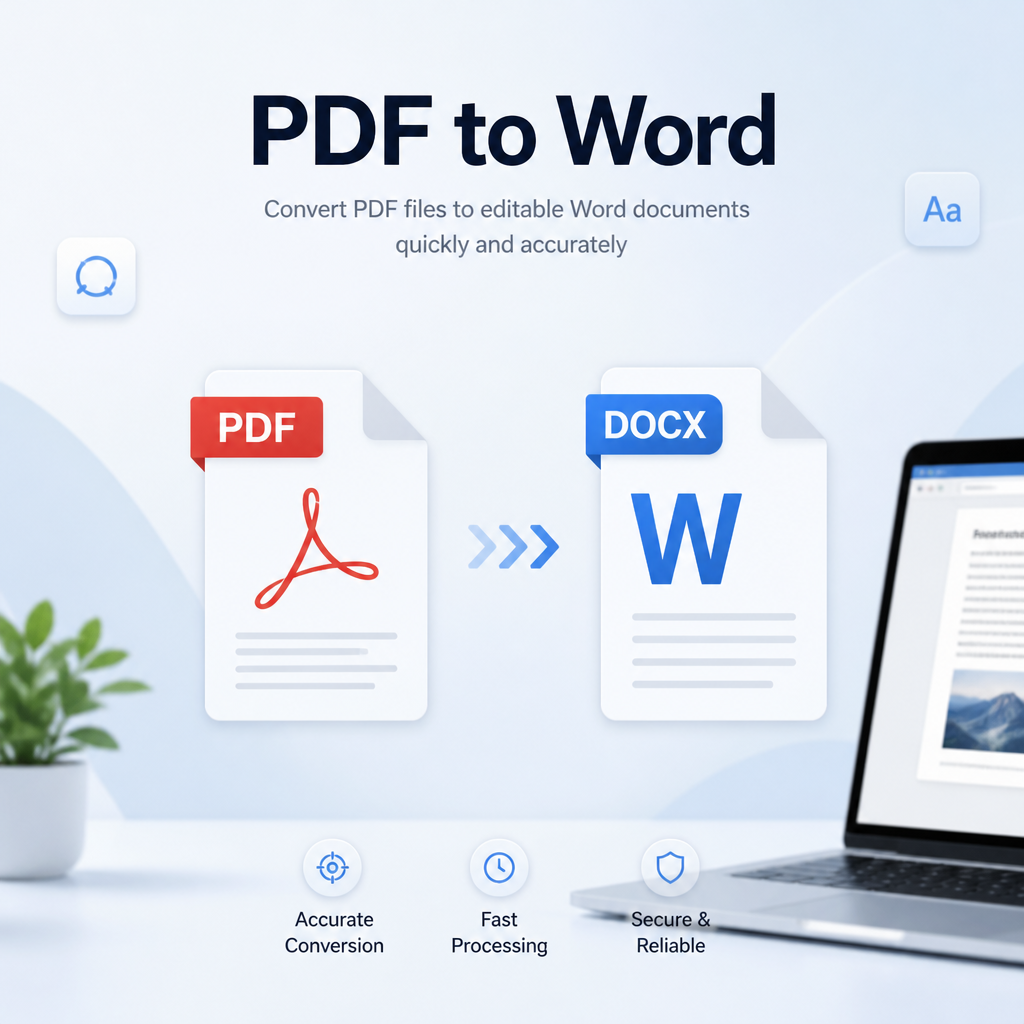 PDF to Word
Convert PDF files to editable Word documents
quickly and accurately
Aa
PDF
DOCX
W
Accurate
Conversion
Fast
Processing
Secure &
Reliable